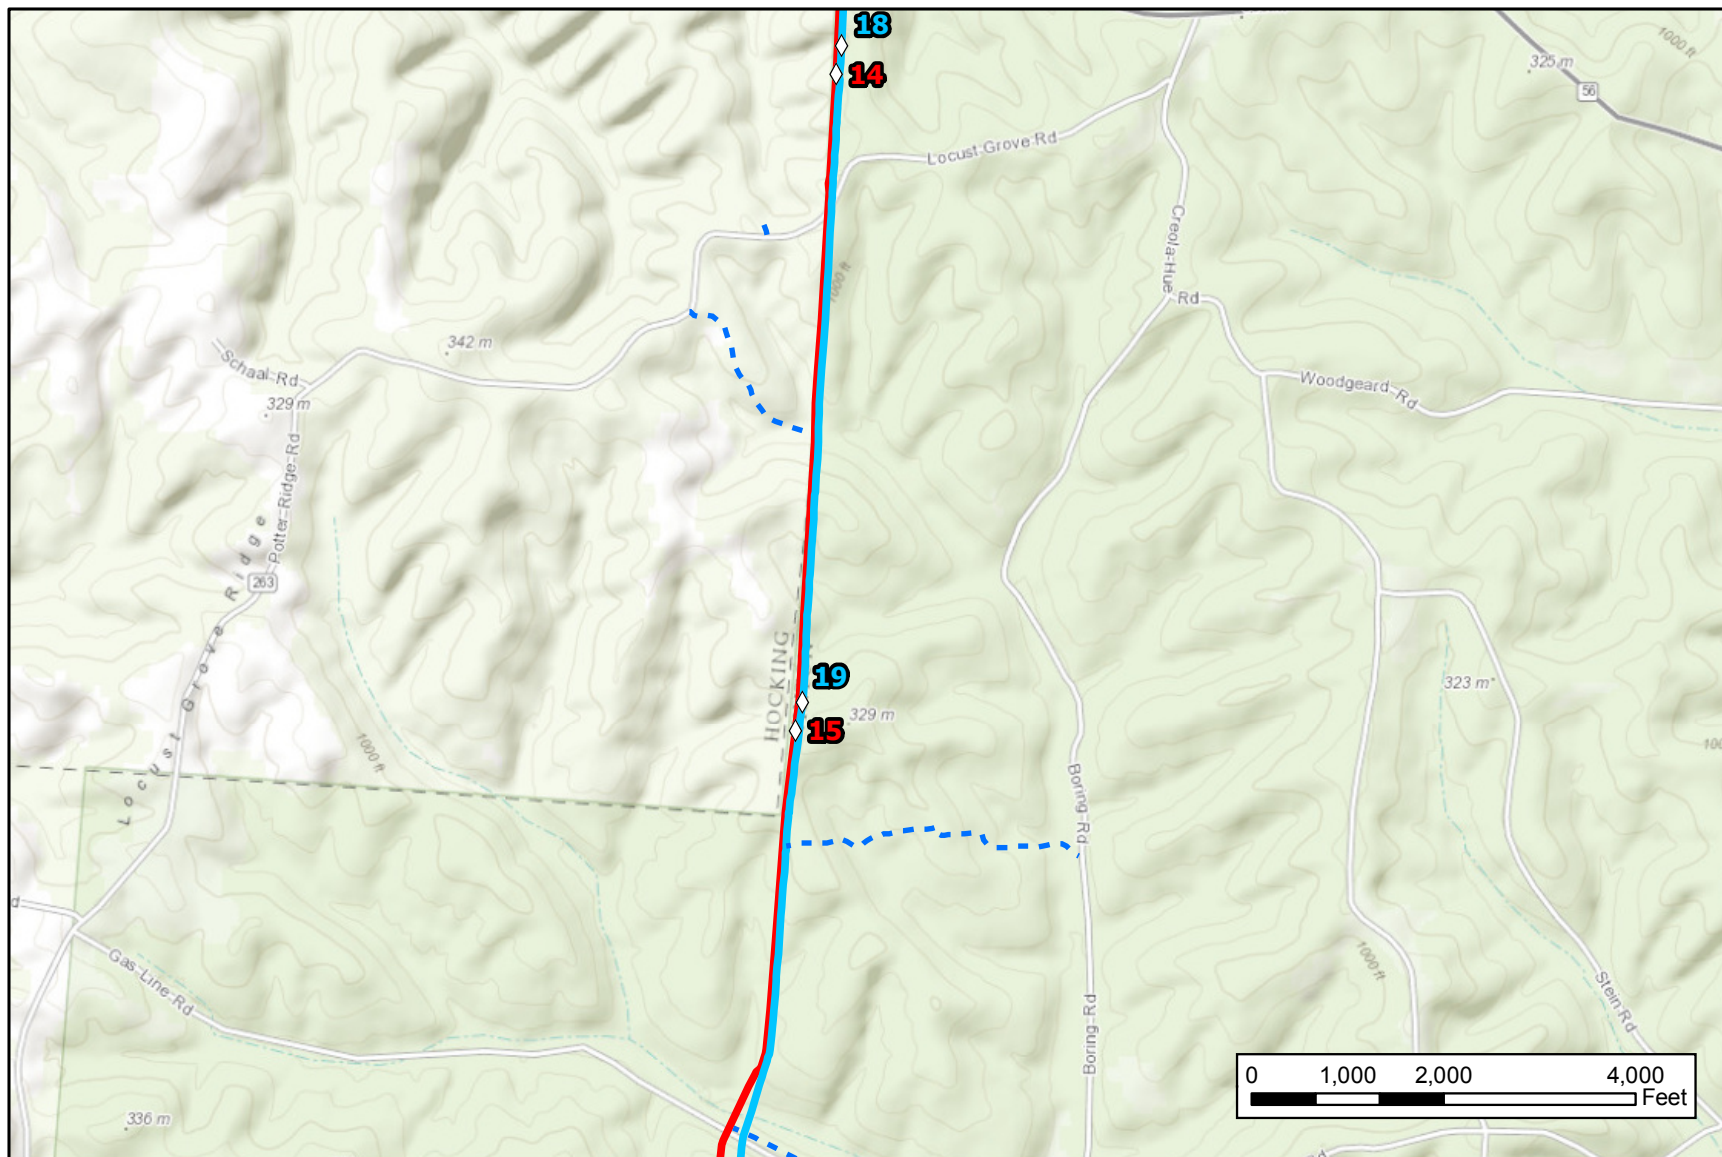 18
14
1000 ft
325 m
56
Locust Grove Rd
Creola-Hue
Rd
1000 ft
342 m
Schaal Rd
329 m
Woodgeard Rd
Potter Ridge Rd
263
Locust Grove Ridge
HOCKING
19
15
329 m
323 m
1000 ft
Boring Rd
Gas Line Rd
1000 ft
Stein Rd
Boring Rd
336 m
0 1,000 2,000 4,000
Feet